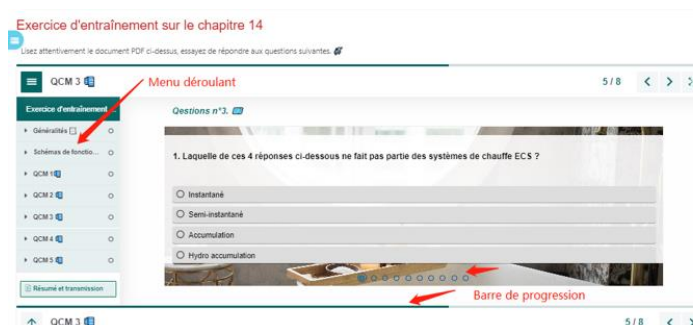 Exercice d'entraînement sur le chapitre 14
Lisez attentivement le document PDF ci-dessus, essayez de répondre aux questions suivantes.
QCM 3
Menu déroulant
5 / 8
Exercice d'entraînement ...
Qestions n°3.
Généralités
Schémas de fonctio...
1. Laquelle de ces 4 réponses ci-dessous ne fait pas partie des systèmes de chauffe ECS ?
QCM 1
Instantané
QCM 2
Semi-instantané
QCM 3
Accumulation
QCM 4
Hydro accumulation
QCM 5
Résumé et transmission
Barre de progression
QCM 3
5 / 8